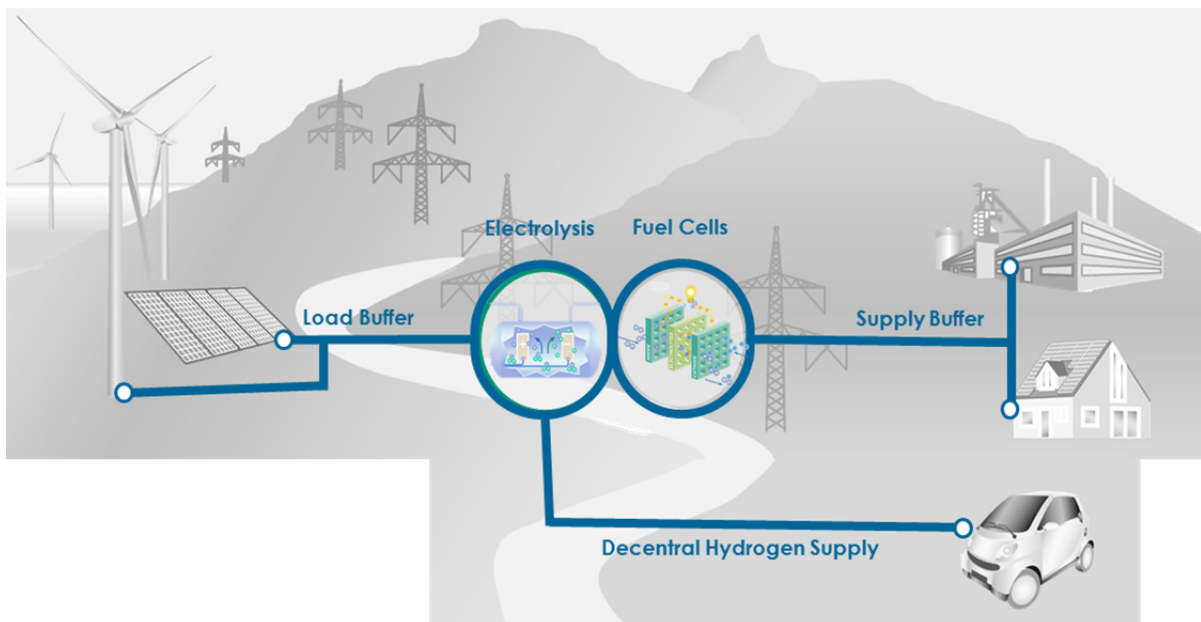 Electrolysis
Fuel Cells
Load Buffer
Supply Buffer
Decentral Hydrogen Supply